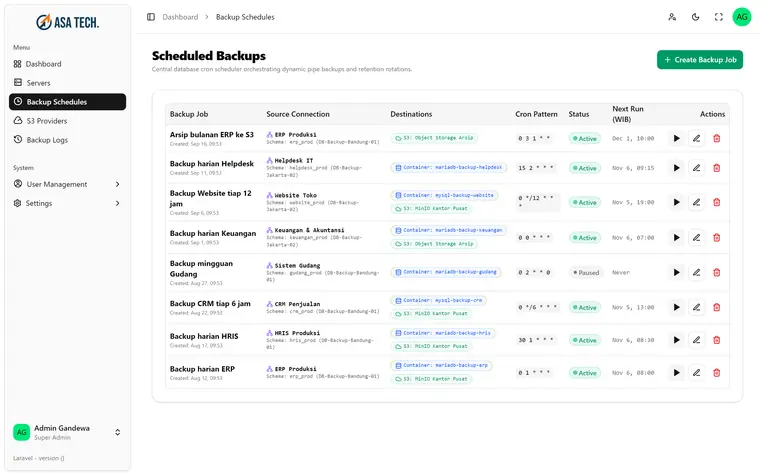 ASA TECH.
Dashboard > Backup Schedules
AG
Menu
Dashboard
Servers
Backup Schedules
S3 Providers
Backup Logs
System
User Management
Settings
AG
Admin Gandewa
Super Admin
Laravel - version ()
Scheduled Backups
Central database cron scheduler orchestrating dynamic pipe backups and retention rotations.
+ Create Backup Job
Backup Job Source Connection Destinations Cron Pattern Status Next Run (WIB) Actions
Arsip bulanan ERP ke S3
Created: Sep 16, 09:53
ERP Produksi
Schema: erp_prod (DB-Backup-Bandung-01)
S3: Object Storage Arsip
0 3 1 * *
Active
Dec 1, 10:00
Backup harian Helpdesk
Created: Sep 11, 09:53
Helpdesk IT
Schema: helpdesk_prod (DB-Backup-
Jakarta-02)
Container: mariadb-backup-helpdesk
15 2 * * *
Active
Nov 6, 09:15
Backup Website tiap 12
jam
Created: Sep 6, 09:53
Website Toko
Schema: website_prod (DB-Backup-
Jakarta-02)
Container: mysql-backup-website
S3: MinIO Kantor Pusat
0 */12 * *
*
Active
Nov 5, 19:00
Backup harian Keuangan
Created: Sep 1, 09:53
Keuangan & Akuntansi
Schema: keuangan_prod (DB-Backup-
Jakarta-02)
Container: mariadb-backup-keuangan
S3: Object Storage Arsip
0 0 * * *
Active
Nov 6, 07:00
Backup mingguan
Gudang
Created: Aug 27, 09:53
Sistem Gudang
Schema: gudang_prod (DB-Backup-Bandung-
01)
Container: mariadb-backup-gudang
0 2 * * 0
Paused
Never
Backup CRM tiap 6 jam
Created: Aug 22, 09:53
CRM Penjualan
Schema: crm_prod (DB-Backup-Bandung-01)
Container: mysql-backup-crm
S3: MinIO Kantor Pusat
0 */6 * * *
Active
Nov 5, 13:00
Backup harian HRIS
Created: Aug 17, 09:53
HRIS Produksi
Schema: hris_prod (DB-Backup-Bandung-
01)
Container: mariadb-backup-hris
S3: MinIO Kantor Pusat
30 1 * * *
Active
Nov 6, 08:30
Backup harian ERP
Created: Aug 12, 09:53
ERP Produksi
Schema: erp_prod (DB-Backup-Bandung-01)
Container: mariadb-backup-erp
S3: MinIO Kantor Pusat
0 1 * * *
Active
Nov 6, 08:00